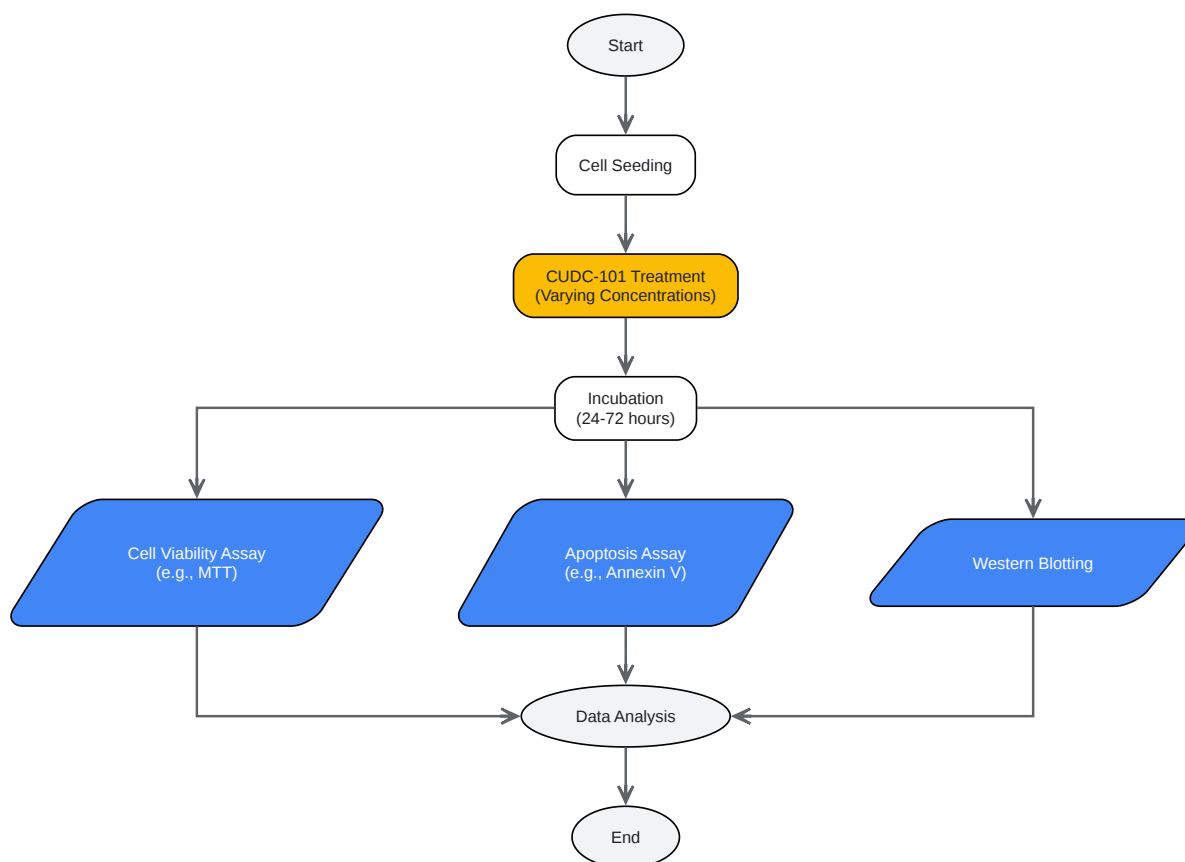 Start
Cell Seeding
CUDC-101 Treatment
(Varying Concentrations)
Incubation
(24-72 hours)
Cell Viability Assay
(e.g., MTT)
Apoptosis Assay
(e.g., Annexin V)
Western Blotting
Data Analysis
End